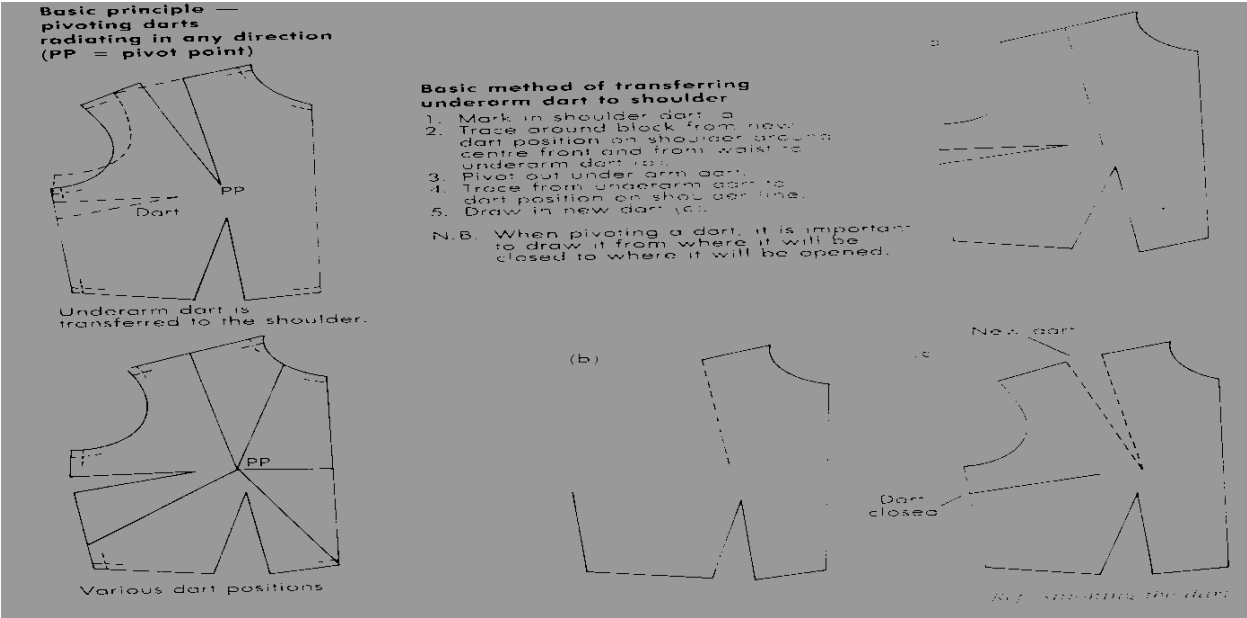 Basic principle —
pivoting darts
radiating in any direction
(PP = pivot point)
PP
Dart
Underarm dart is
transferred to the shoulder.
PP
Various dart positions
Basic method of transferring
underarm dart to shoulder
1. Mark in shoulder dart a
2. Trace around block from new
dart position on shoulder around
centre front and from waist to
underarm dart (b).
3. Pivot out under arm dart.
4. Trace from underarm dart to
dart position on shoulder line.
5. Draw in new dart (c).
N.B. When pivoting a dart, it is important
to draw it from where it will be
closed to where it will be opened.
(b)
c
New dart
Dart
closed
the dart